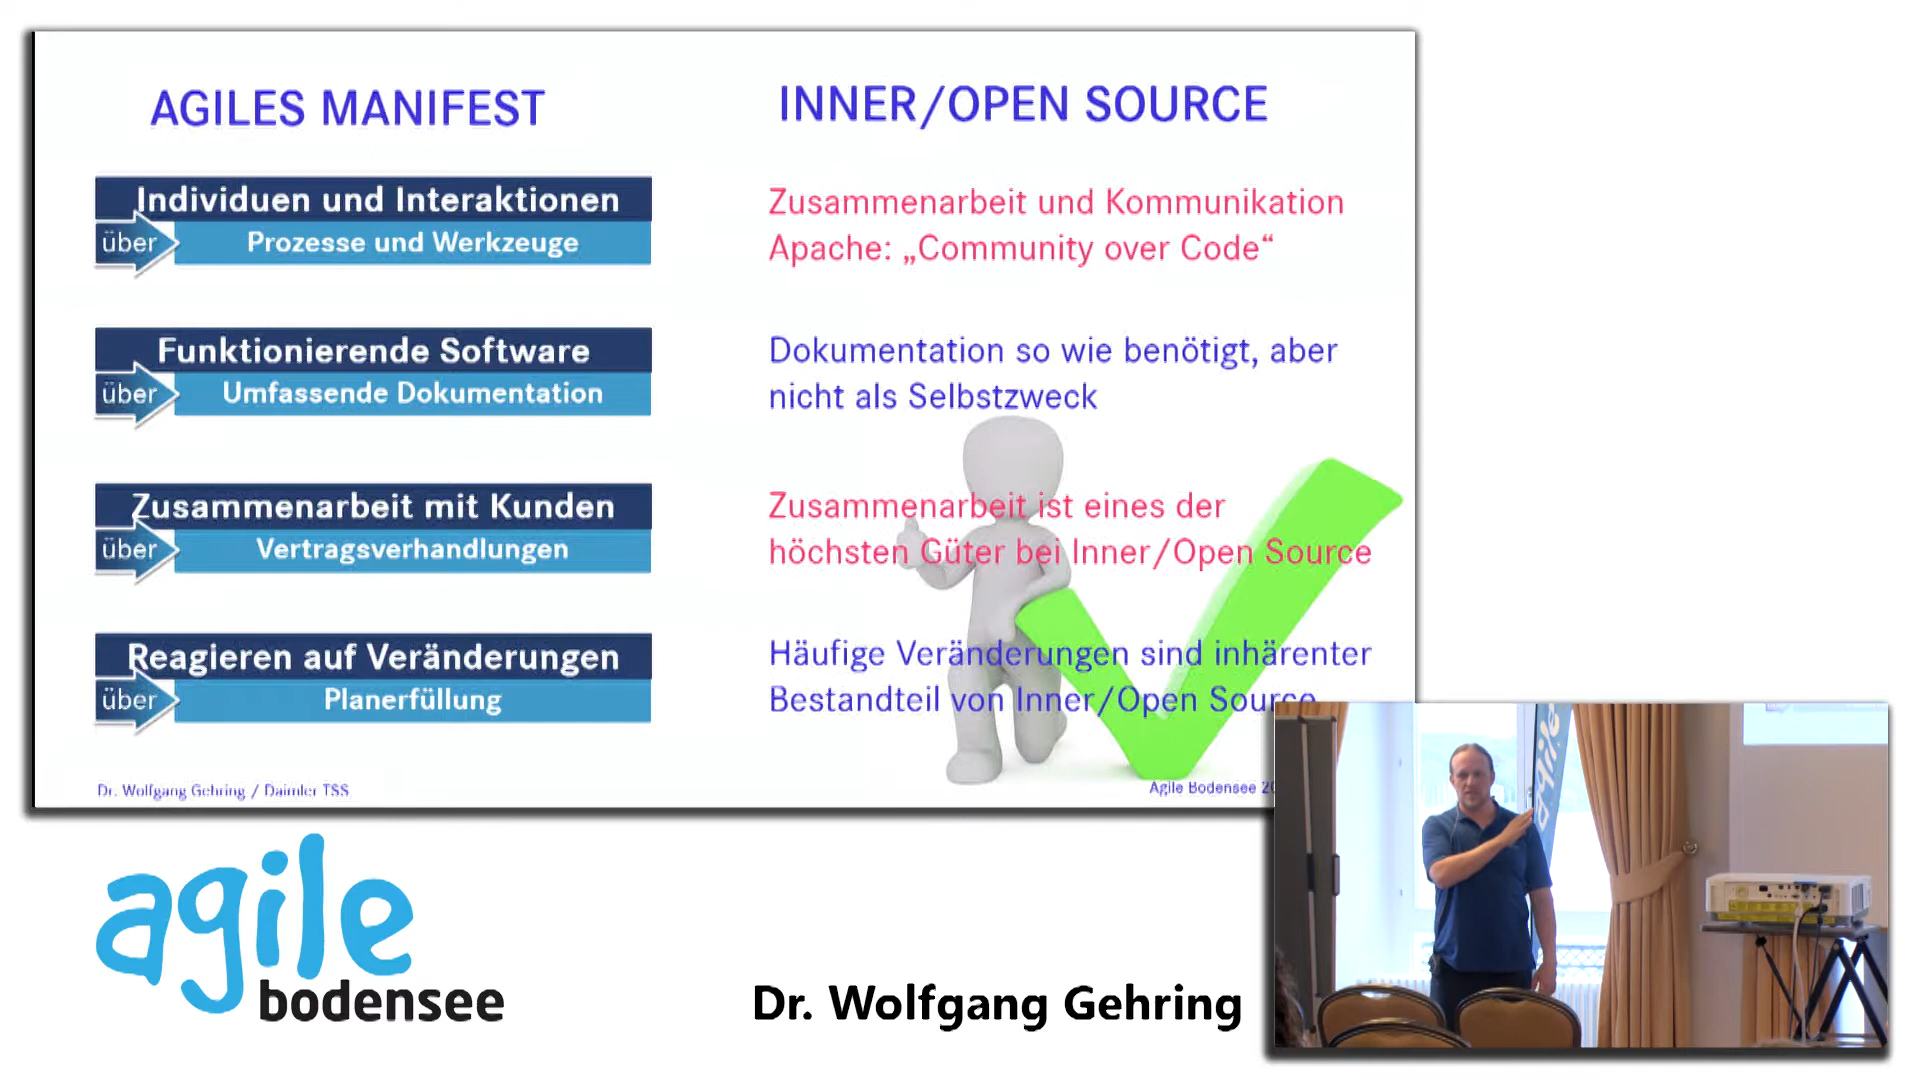 AGILES MANIFEST
Individuen und Interaktionen
über
Prozesse und Werkzeuge
Funktionierende Software
über
Umfassende Dokumentation
Zusammenarbeit mit Kunden
über
Vertragsverhandlungen
Reagieren auf Veränderungen
über
Planerfüllung
INNER/OPEN SOURCE
Zusammenarbeit und Kommunikation
Apache: „Community over Code“
Dokumentation so wie benötigt, aber
nicht als Selbstzweck
Zusammenarbeit ist eines der
höchsten Güter bei Inner/Open Source
Häufige Veränderungen sind inhärenter
Bestandteil von Inner/Open Source
Dr. Wolfgang Gehring / Daimler TSS
Agile Bodensee
agile
bodensee
Dr. Wolfgang Gehring
agile